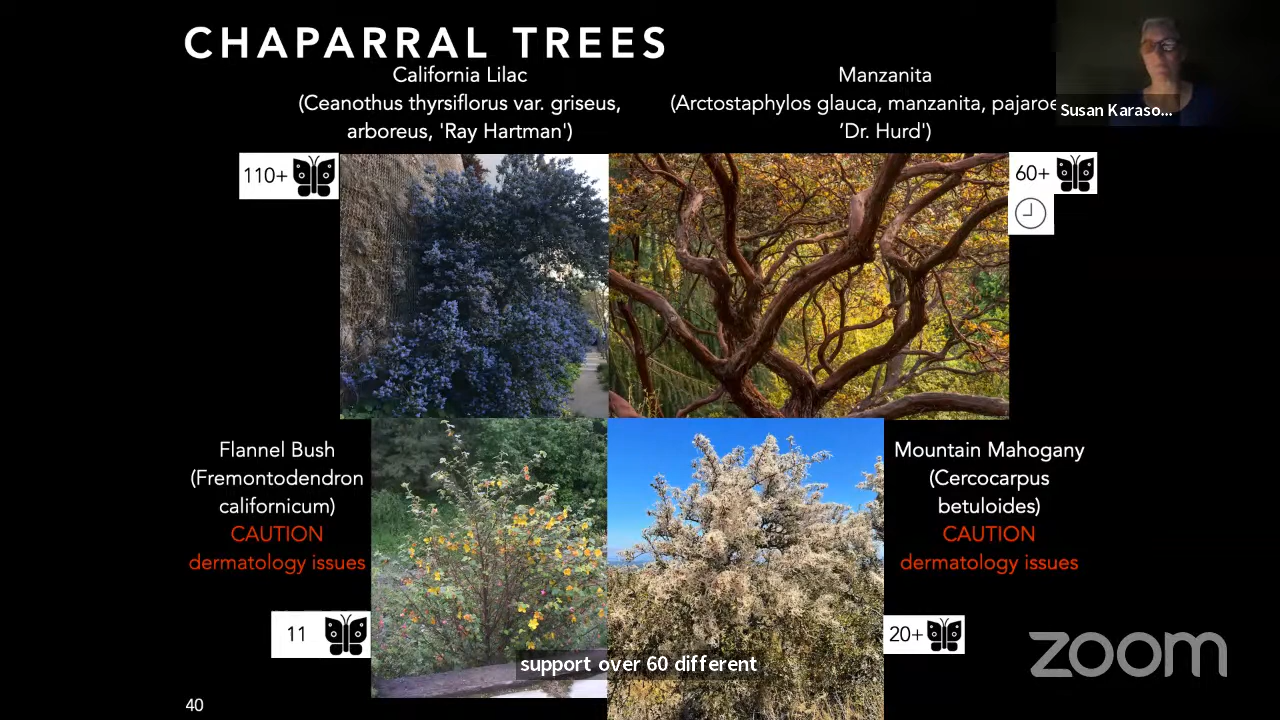 CHAPARRAL TREES
California Lilac
(Ceanothus thyrsiflorus var. griseus,
arboreus, 'Ray Hartman')
Manzanita
(Arctostaphylos glauca, manzanita, pajaroe
‘Dr. Hurd')
Susan Karaso...
110+
60+
Flannel Bush
(Fremontodendron
californicum)
CAUTION
dermatology issues
Mountain Mahogany
(Cercocarpus
betuloides)
CAUTION
dermatology issues
11
20+
support over 60 different
zoom
40